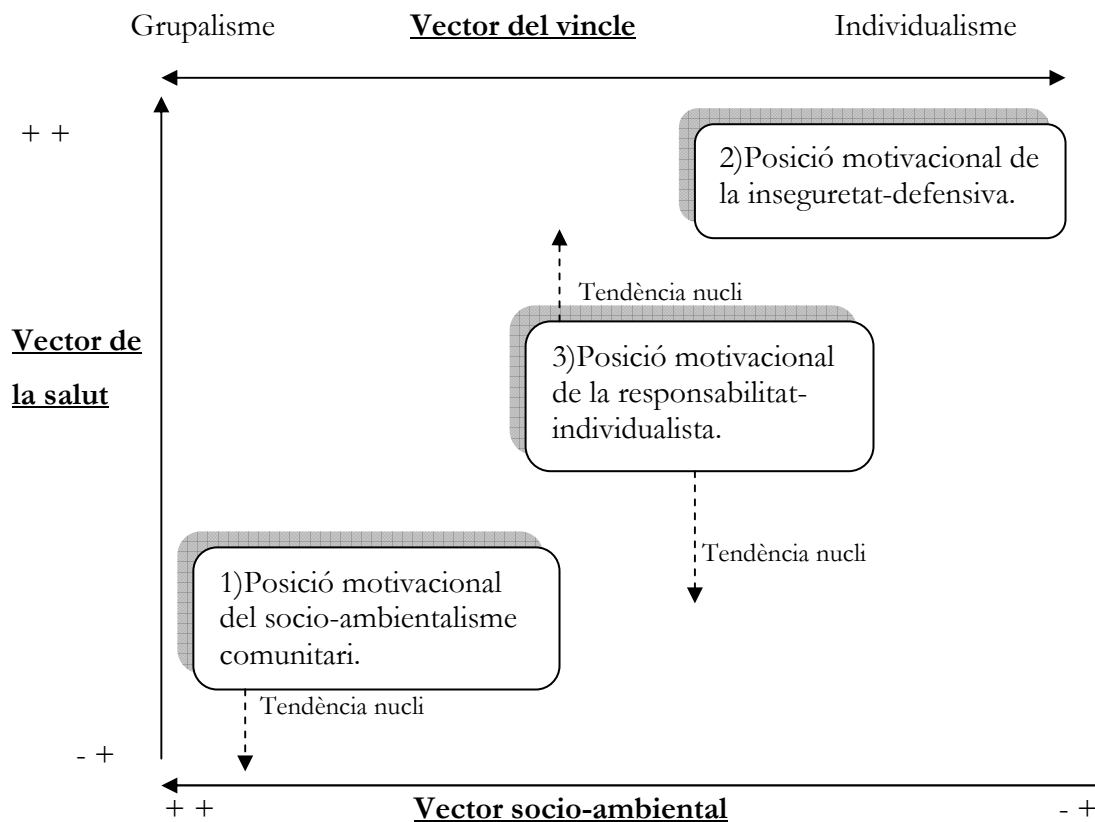 Grupalisme Vector del vincle Individualisme
+ +
2)Posició motivacional de
la inseguretat-defensiva.
Tendència nucli
Vector de
la salut
3)Posició motivacional
de la responsabilitat-
individualista.
Tendència nucli
1)Posició motivacional
del socio-ambientalisme
comunitari.
Tendència nucli
- +
+ + Vector socio-ambiental - +